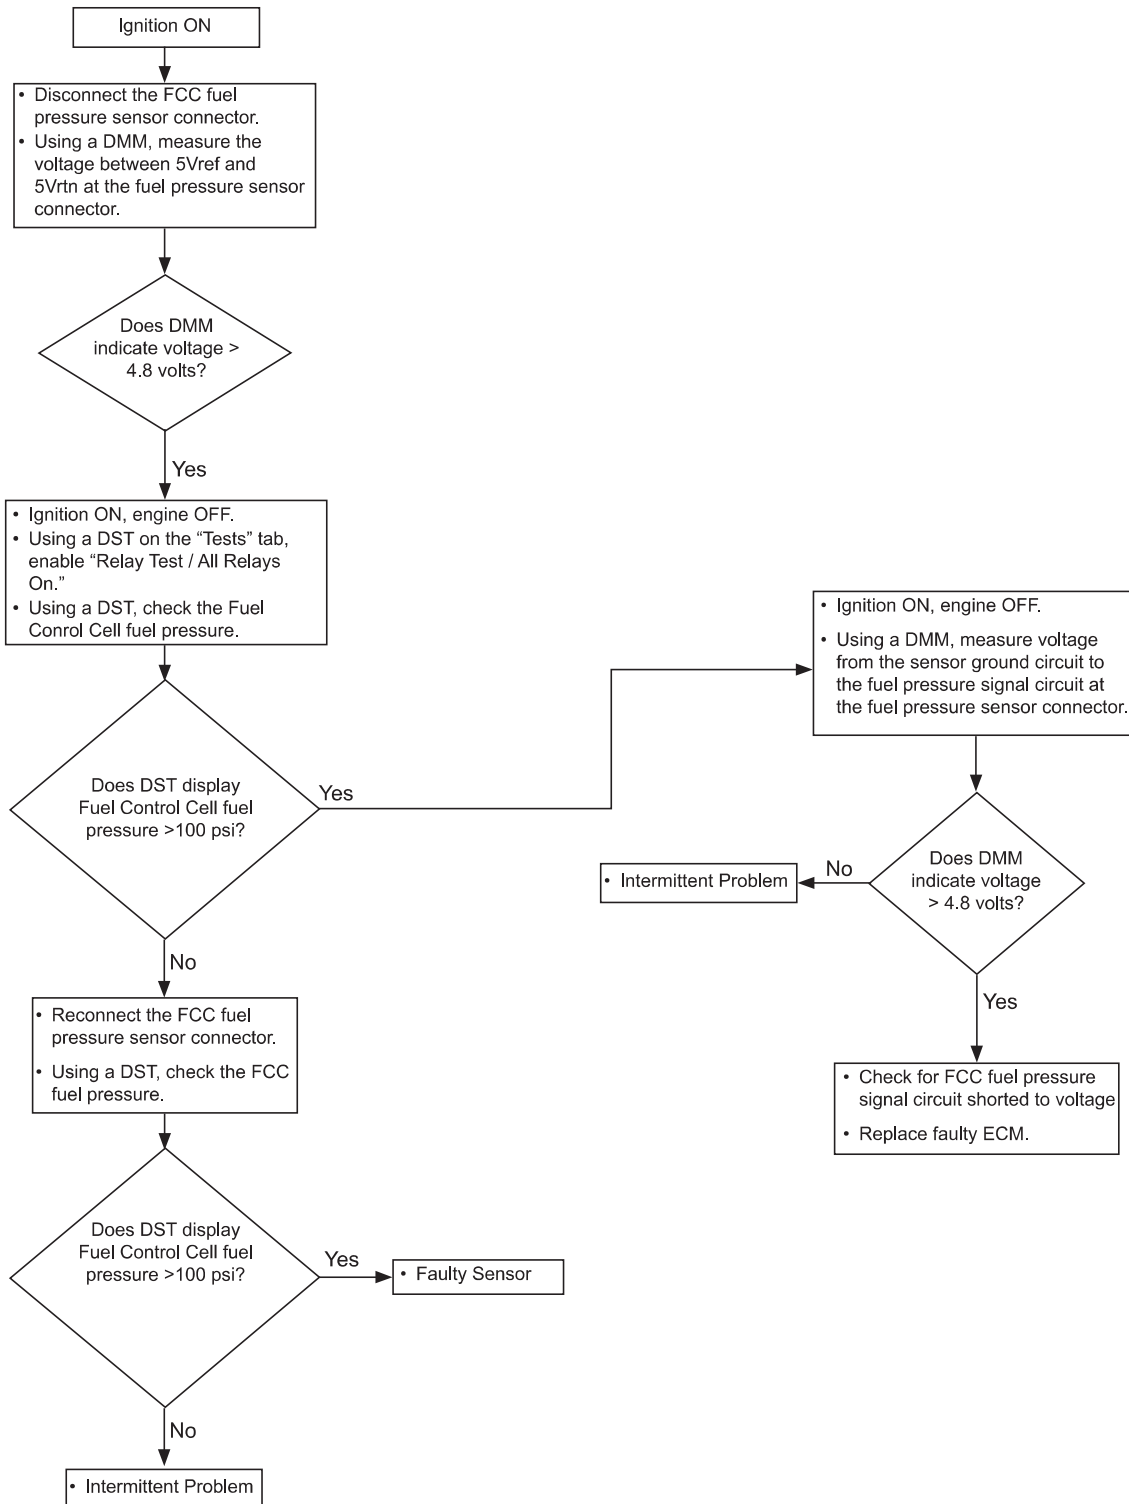 Ignition ON
• Disconnect the FCC fuel
pressure sensor connector.
• Using a DMM, measure the
voltage between 5Vref and
5Vrtn at the fuel pressure sensor
connector.
Does DMM
indicate voltage >
4.8 volts?
Yes
• Ignition ON, engine OFF.
• Using a DST on the “Tests” tab,
enable “Relay Test / All Relays
On.”
• Using a DST, check the Fuel
Conrol Cell fuel pressure.
Does DST display
Fuel Control Cell fuel
pressure >100 psi?
Yes
• Ignition ON, engine OFF.
• Using a DMM, measure voltage
from the sensor ground circuit to
the fuel pressure signal circuit at
the fuel pressure sensor connector.
Does DMM
indicate voltage
> 4.8 volts?
No
• Intermittent Problem
Yes
• Check for FCC fuel pressure
signal circuit shorted to voltage
• Replace faulty ECM.
No
• Reconnect the FCC fuel
pressure sensor connector.
• Using a DST, check the FCC
fuel pressure.
Does DST display
Fuel Control Cell fuel
pressure >100 psi?
Yes
• Faulty Sensor
No
• Intermittent Problem